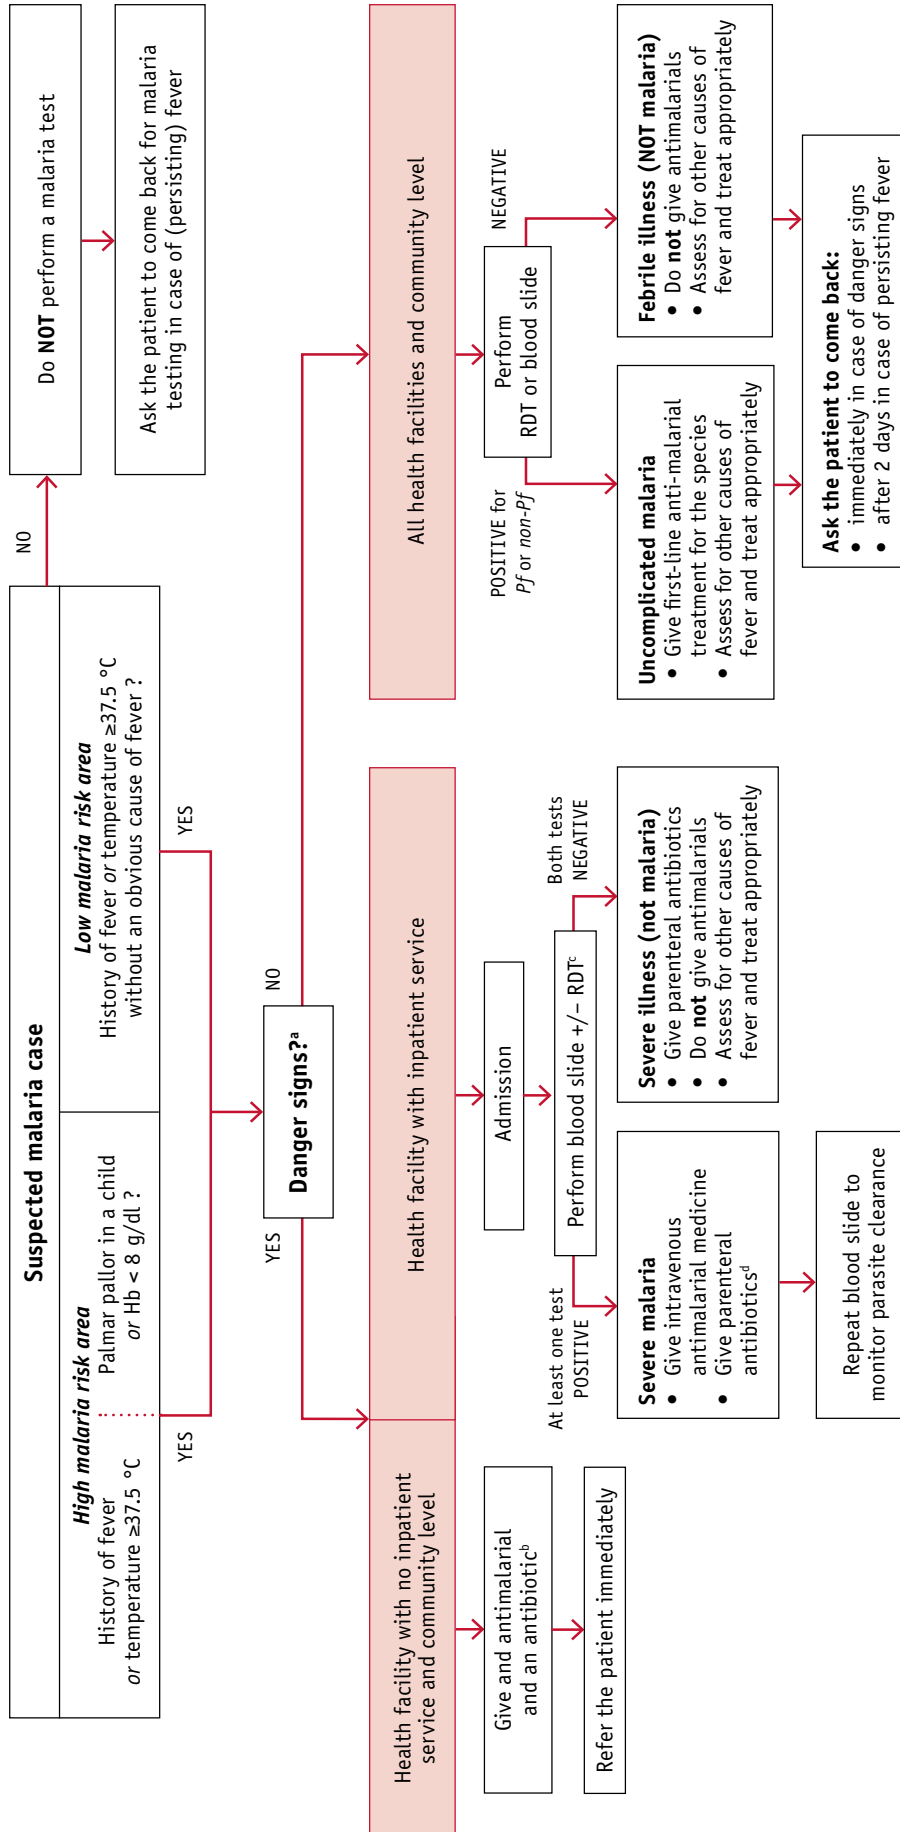 Suspected malaria case
High malaria risk area
History of fever
or temperature ≥37.5 °C
Palmar pallor in a child
or Hb < 8 g/dl ?
Low malaria risk area
History of fever or temperature ≥37.5 °C
without an obvious cause of fever ?
NO
Do NOT perform a malaria test
Ask the patient to come back for malaria
testing in case of (persisting) fever
YES
YES
Danger signs?ᵃ
YES
NO
Health facility with no inpatient
service and community level
Health facility with inpatient service
All health facilities and community level
Give and antimalarial
and an antibioticᵇ
Refer the patient immediately
Admission
Perform blood slide +/− RDTᶜ
At least one test
POSITIVE
Both tests
NEGATIVE
Severe malaria
• Give intravenous
antimalarial medicine
• Give parenteral
antibioticsᵈ
Repeat blood slide to
monitor parasite clearance
Severe illness (not malaria)
• Give parenteral antibiotics
• Do not give antimalarials
• Assess for other causes of
fever and treat appropriately
Perform
RDT or blood slide
POSITIVE for
Pf or non-Pf
NEGATIVE
Uncomplicated malaria
• Give first-line anti-malarial
treatment for the species
• Assess for other causes of
fever and treat appropriately
Febrile illness (NOT malaria)
• Do not give antimalarials
• Assess for other causes of
fever and treat appropriately
Ask the patient to come back:
• immediately in case of danger signs
• after 2 days in case of persisting fever